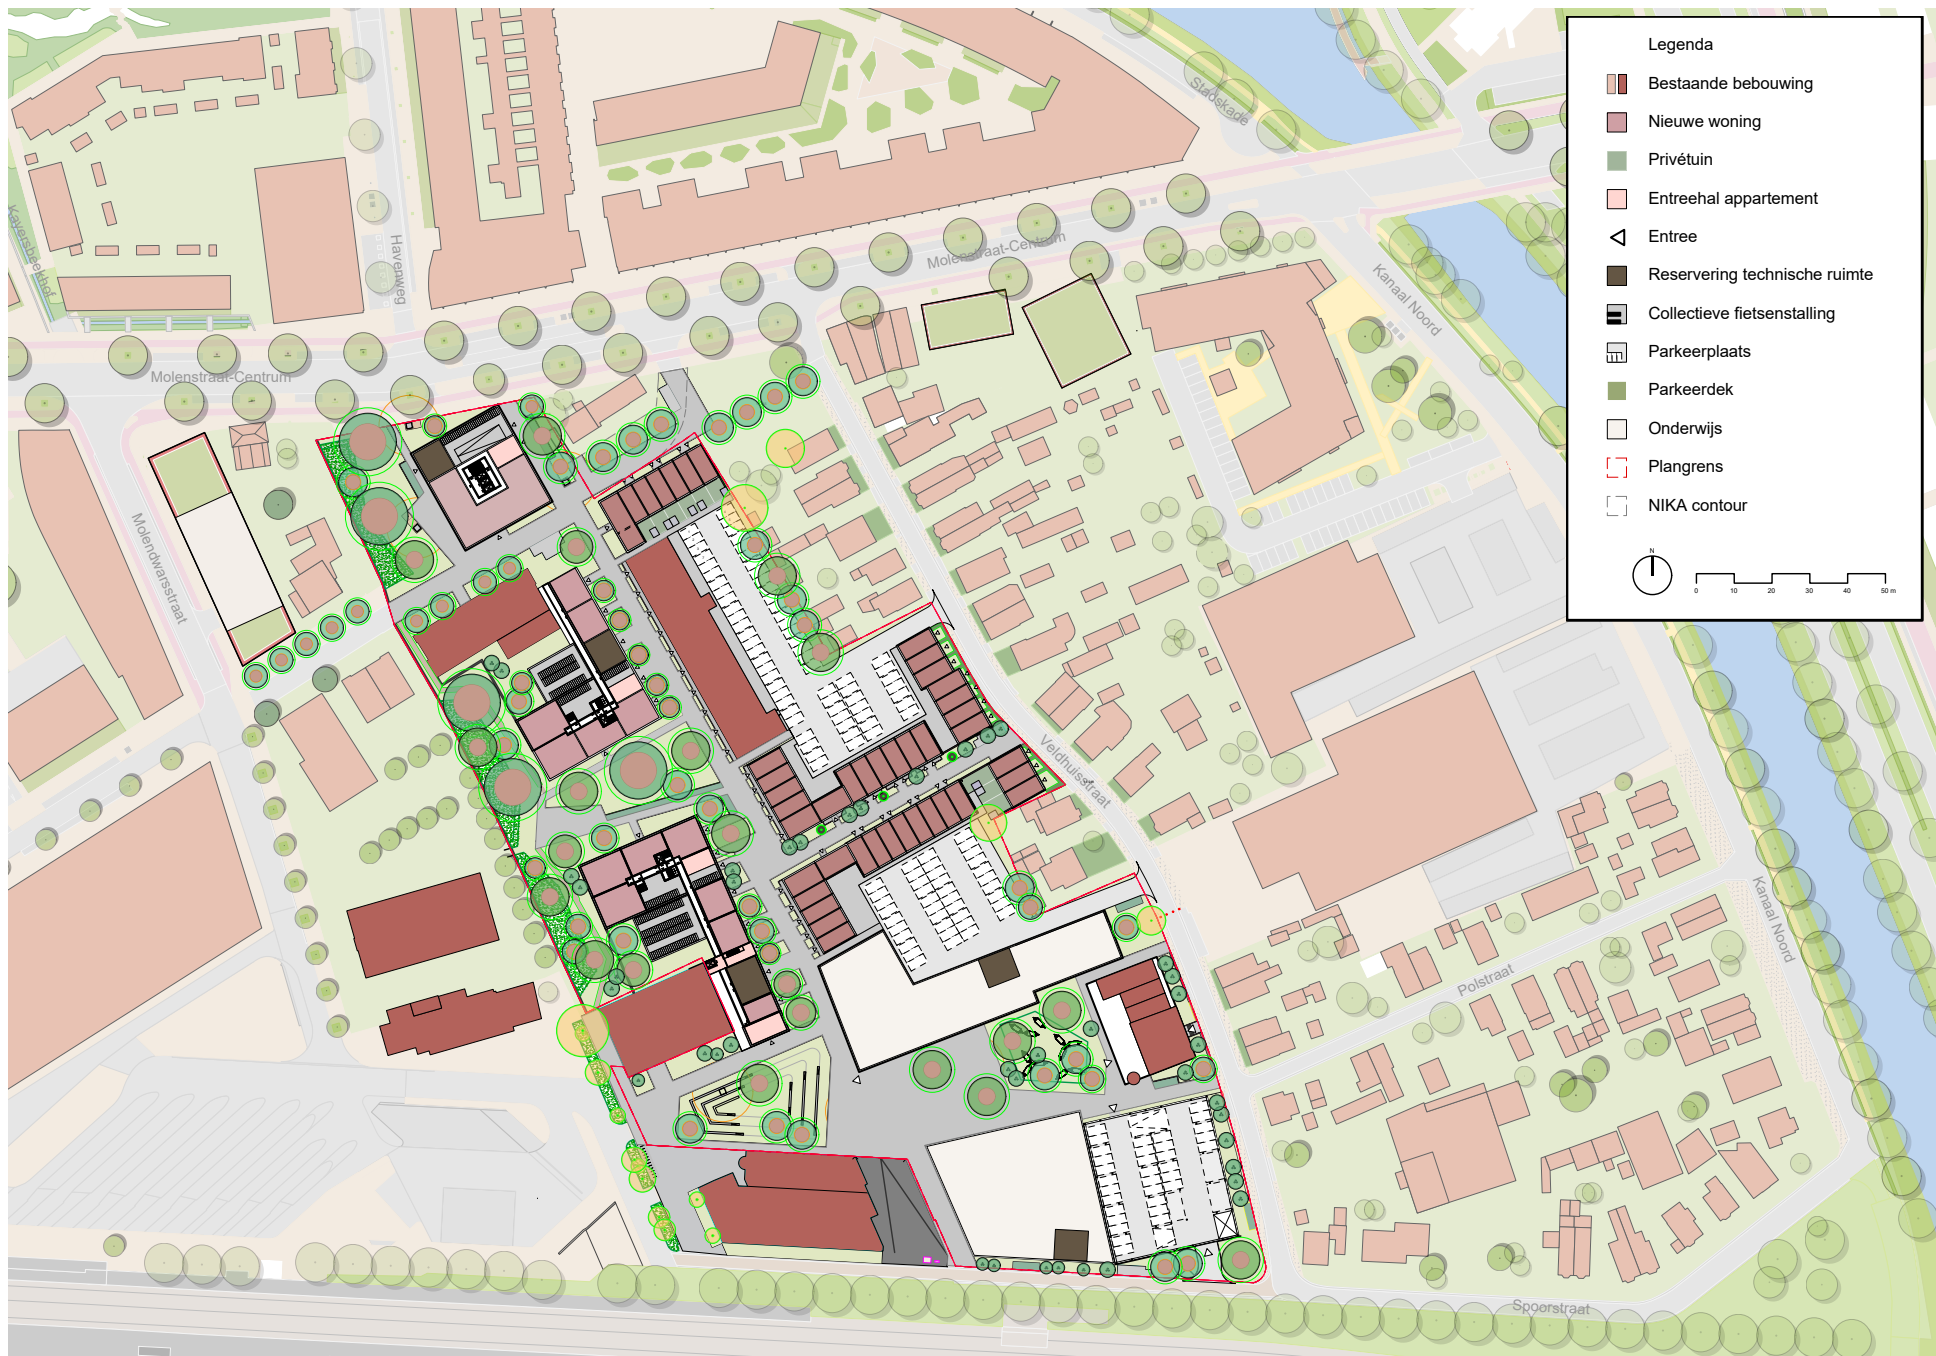 Legenda
Bestaande bebouwing
Nieuwe woning
Privétuin
Entreehal appartement
Entree
Reservering technische ruimte
Collectieve fietsenstalling
Parkeerplaats
Parkeerdek
Onderwijs
Plangrens
NIKA contour
N
0 10 20 30 40 50 m
Stadskade
Kayersbeekhof
Havenweg
Molenstraat-Centrum
Kanaal Noord
Molenstraat-Centrum
Molendwarsstraat
Veldhuisstraat
Kanaal Noord
Polstraat
Spoorstraat